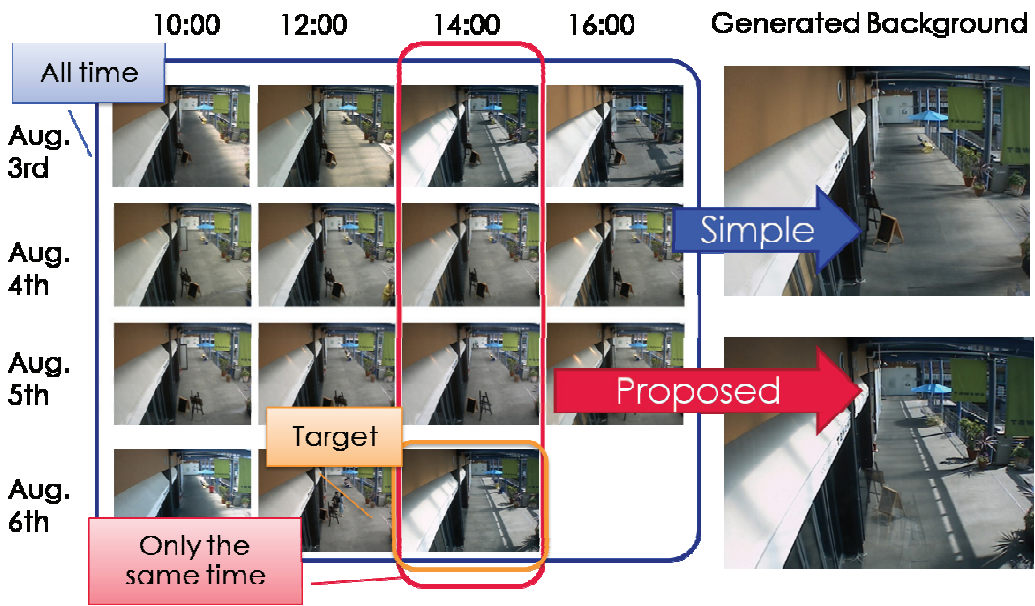 10:00 12:00 14:00 16:00 Generated Background
All time
Aug.
3rd
Aug.
4th
Simple
Aug.
5th
Proposed
Target
Aug.
6th
Only the
same time